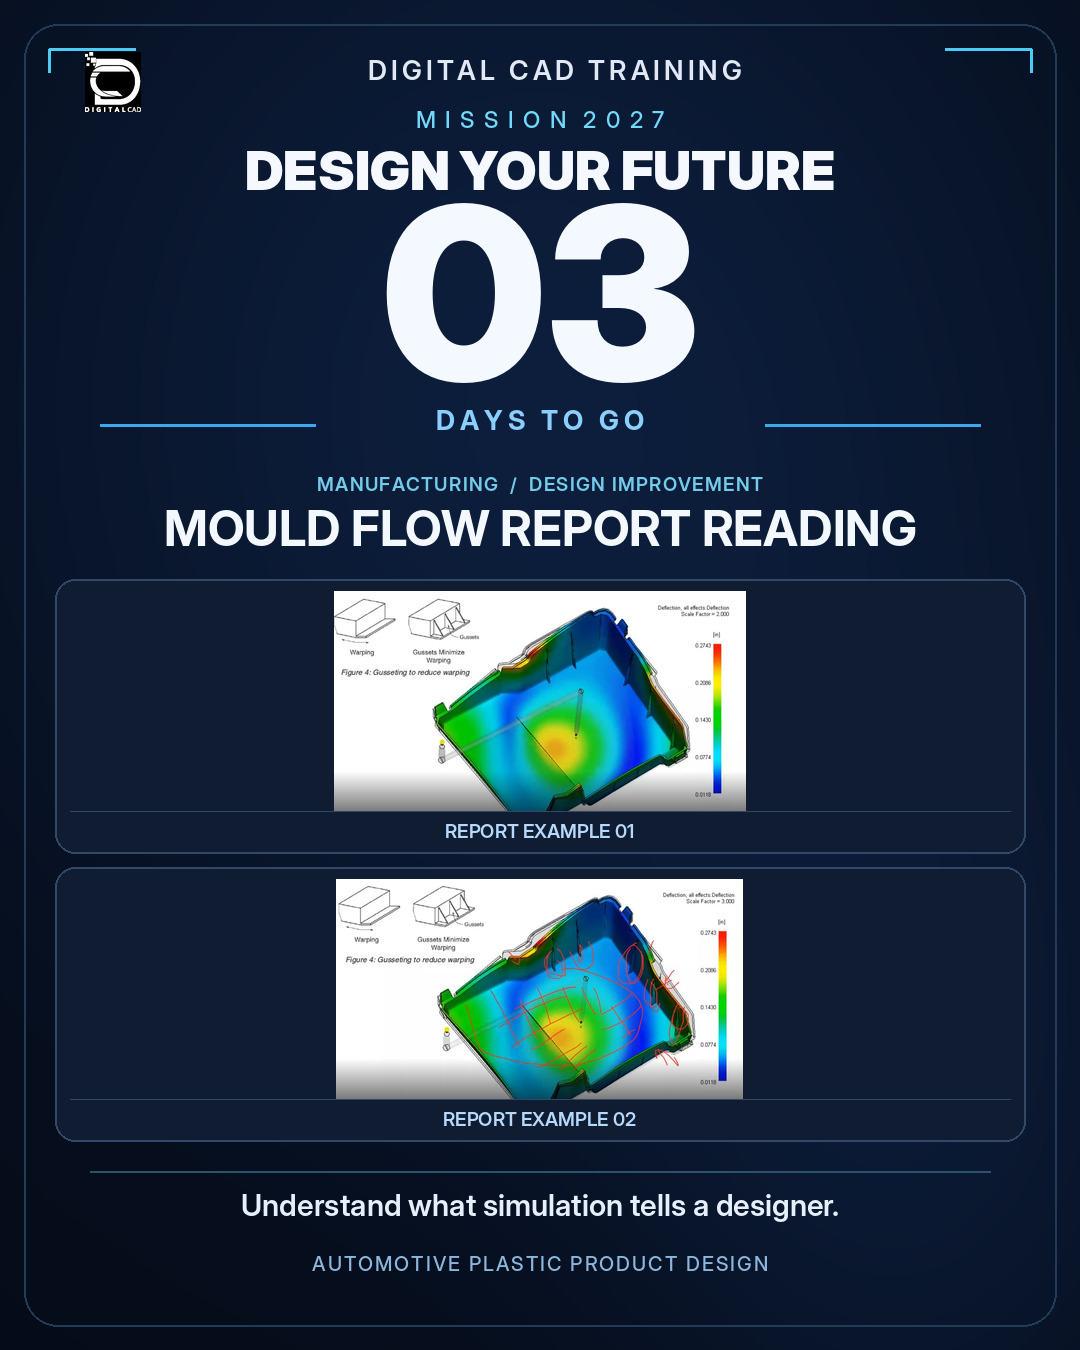 DIGITALCAD
DIGITAL CAD TRAINING
MISSION 2027
DESIGN YOUR FUTURE
03
DAYS TO GO
MANUFACTURING / DESIGN IMPROVEMENT
MOULD FLOW REPORT READING
Deflection, all effects:Deflection
Scale Factor = 2.000
[in]
0.2743
0.2086
0.1430
0.0774
0.0118
Gussets
Warping
Gussets Minimize
Warping
Figure 4: Gusseting to reduce warping
REPORT EXAMPLE 01
Deflection, all effects:Deflection
Scale Factor = 3.000
[in]
0.2743
0.2086
0.1430
0.0774
0.0118
Gussets
Warping
Gussets Minimize
Warping
Figure 4: Gusseting to reduce warping
REPORT EXAMPLE 02
Understand what simulation tells a designer.
AUTOMOTIVE PLASTIC PRODUCT DESIGN